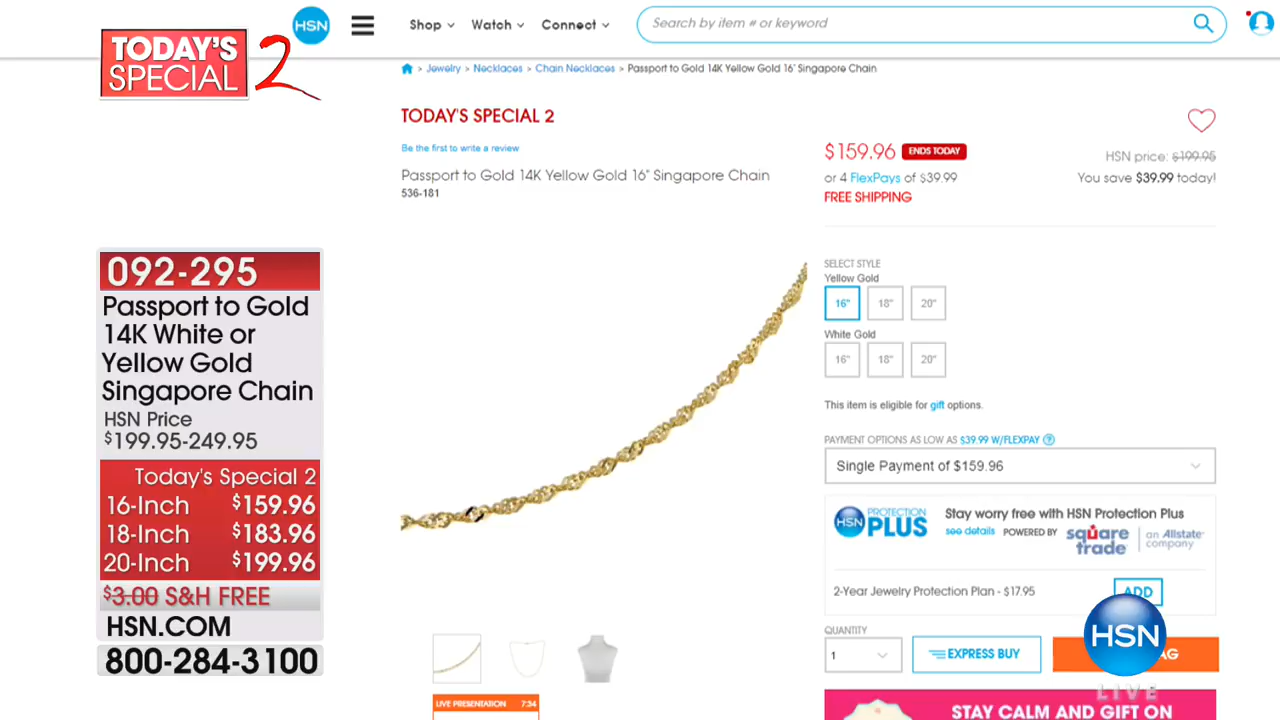 TODAY'S
SPECIAL 2
HSN
Shop
Watch
Connect
Search by item # or keyword
> Jewelry > Necklaces > Chain Necklaces > Passport to Gold 14K Yellow Gold 16" Singapore Chain
TODAY'S SPECIAL 2
Be the first to write a review
Passport to Gold 14K Yellow Gold 16" Singapore Chain
536-181
$159.96 ENDS TODAY
HSN price: $199.95
or 4 FlexPays of $39.99
You save $39.99 today!
FREE SHIPPING
SELECT STYLE
Yellow Gold
16" 18" 20"
White Gold
16" 18" 20"
This item is eligible for gift options.
PAYMENT OPTIONS AS LOW AS $39.99 W/FLEXPAY ?
Single Payment of $159.96
HSN PROTECTION PLUS
Stay worry free with HSN Protection Plus
see details POWERED BY square trade | an Allstate company
2-Year Jewelry Protection Plan - $17.95
ADD
QUANTITY
1
EXPRESS BUY
AG
LIVE PRESENTATION 7:34
STAY CALM AND GIFT ON
092-295
Passport to Gold
14K White or
Yellow Gold
Singapore Chain
HSN Price
$199.95-249.95
Today's Special 2
16-Inch $159.96
18-Inch $183.96
20-Inch $199.96
$3.00 S&H FREE
HSN.COM
800-284-3100
HSN
LIVE